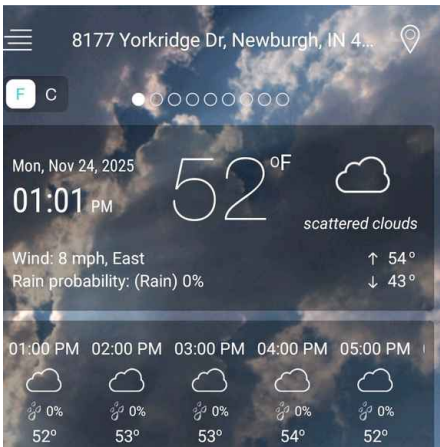 8177 Yorkridge Dr, Newburgh, IN 4...
F C
Mon, Nov 24, 2025
52°F
01:01 PM
scattered clouds
Wind: 8 mph, East ↑ 54°
Rain probability: (Rain) 0% ↓ 43°
01:00 PM 02:00 PM 03:00 PM 04:00 PM 05:00 PM
0% 0% 0% 0% 0%
52° 53° 53° 54° 52°